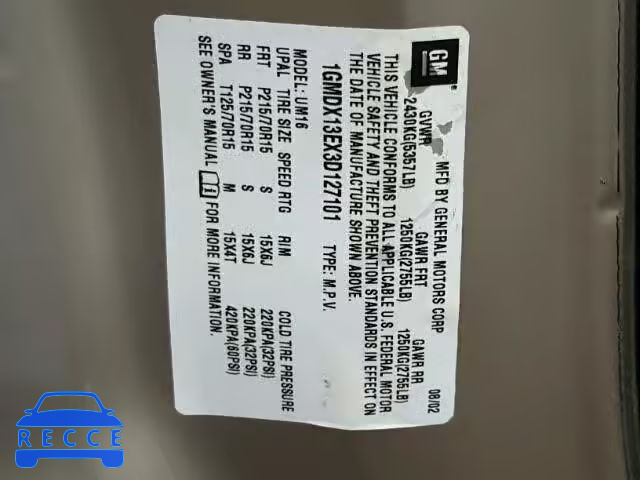 GM
MFD BY GENERAL MOTORS CORP 08/02
GVWR GAWR FRT GAWR RR
2430KG(5357LB) 1250KG(2755LB) 1250KG(2755LB)
THIS VEHICLE CONFORMS TO ALL APPLICABLE U.S. FEDERAL MOTOR
VEHICLE SAFETY AND THEFT PREVENTION STANDARDS IN EFFECT ON
THE DATE OF MANUFACTURE SHOWN ABOVE.
1GMDX13EX3D127101 TYPE: M.P.V.
MODEL: UM16
UPAL TIRE SIZE SPEED RTG RIM COLD TIRE PRESSURE
FRT P215/70R15 S 15X6J 220KPA(32PSI)
RR P215/70R15 S 15X6J 220KPA(32PSI)
SPA T125/70R15 M 15X4T 420KPA(60PSI)
SEE OWNER'S MANUAL FOR MORE INFORMATION.
RECCE